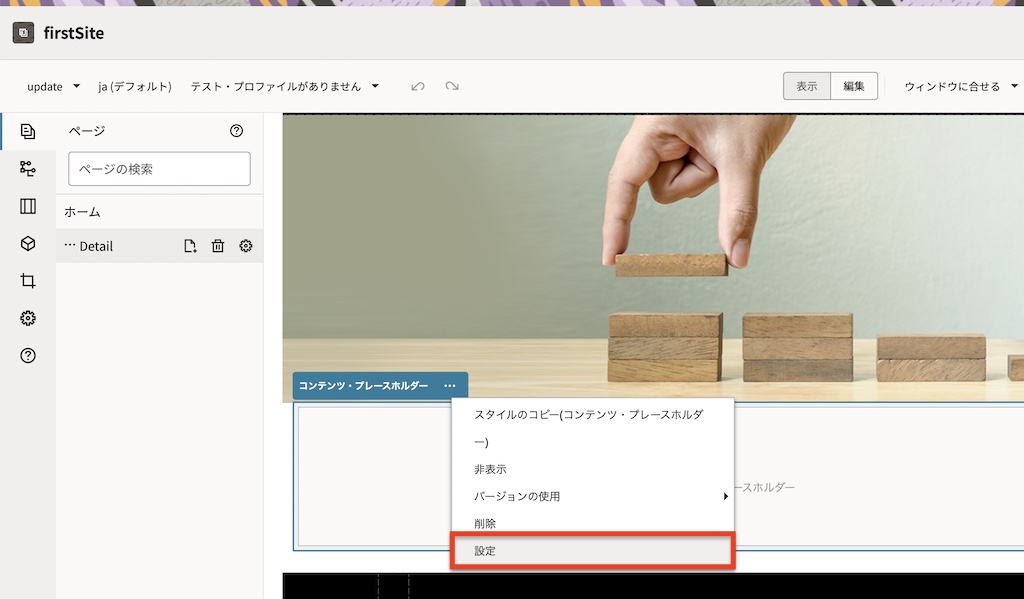 firstSite
update
ja (デフォルト)
テスト・プロファイルがありません
表示
編集
ウィンドウに合せる
ページ
ページの検索
ホーム
Detail
コンテンツ・プレースホルダー
スタイルのコピー(コンテンツ・プレースホルダ
ー)
非表示
バージョンの使用
ースホルダー
削除
設定